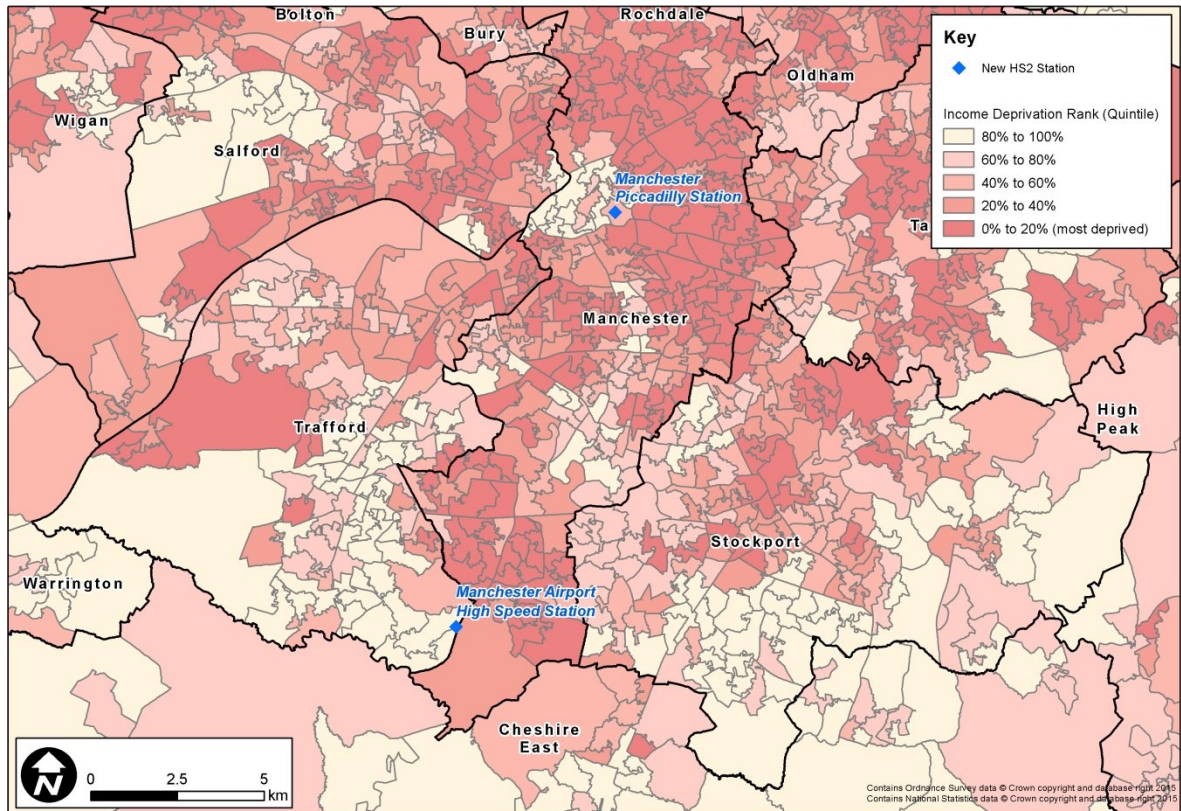 Bolton
Rochdale
Bury
Oldham
Wigan
Salford
Manchester
Piccadilly Station
Ta
Manchester
High
Peak
Trafford
Stockport
Warrington
Manchester Airport
High Speed Station
Cheshire
East
Key
New HS2 Station
Income Deprivation Rank (Quintile)
80% to 100%
60% to 80%
40% to 60%
20% to 40%
0% to 20% (most deprived)
N
0 2.5 5
km
Contains Ordnance Survey data © Crown copyright and database right 2015
Contains National Statistics data © Crown copyright and database right 2015